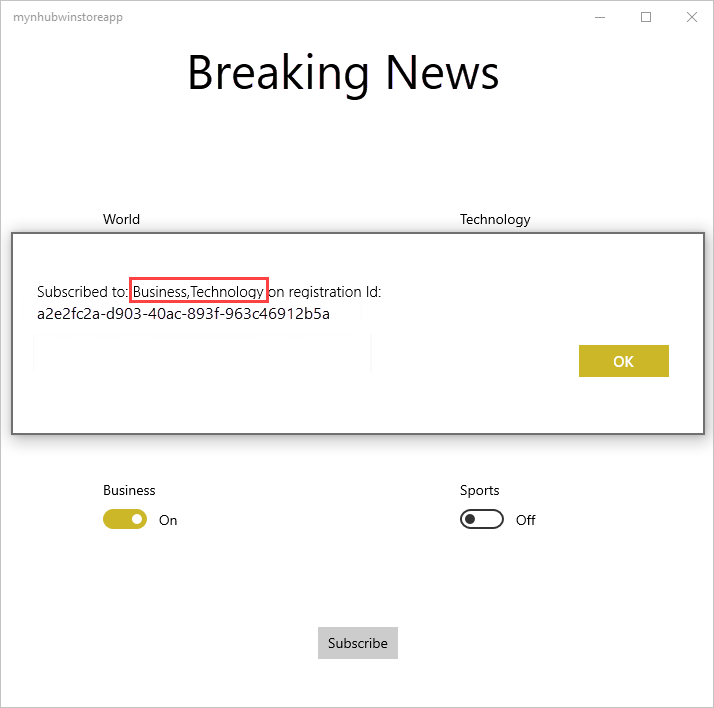 mynhubwinstoreapp
Breaking News
World
Technology
Subscribed to: Business,Technology on registration Id:
a2e2fc2a-d903-40ac-893f-963c46912b5a
OK
Business
Sports
On
Off
Subscribe